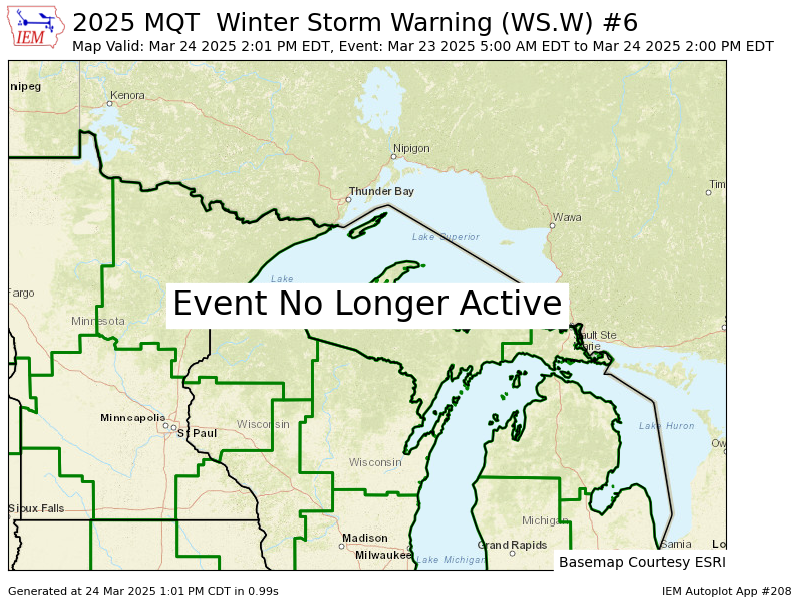 IEM
2025 MQT Winter Storm Warning (WS.W) #6
Map Valid: Mar 24 2025 2:01 PM EDT, Event: Mar 23 2025 5:00 AM EDT to Mar 24 2025 2:00 PM EDT
nipeg
Kenora
Nipigon
Thunder Bay
Tim
Wawa
Lake Superior
Lake
Fargo
Event No Longer Active
Minnesota
ault Ste
Marie
Minneapolis
St Paul
Wisconsin
Lake Huron
Ow
Wisconsin
Sioux Falls
Michigan
Madison
Grand Rapids
Sarnia
Lo
Milwaukee
Lake Michigan
Basemap Courtesy ESRI
Generated at 24 Mar 2025 1:01 PM CDT in 0.99s
IEM Autoplot App #208